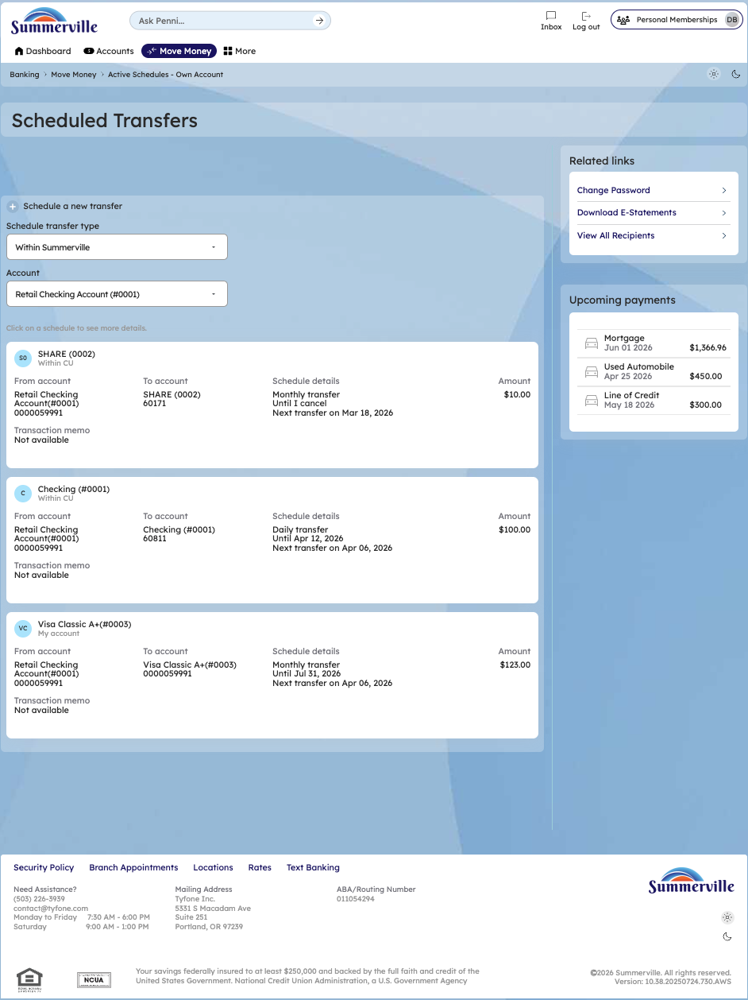 Summerville
Ask Penni...
Inbox
Log out
Personal Memberships
DB
Dashboard
Accounts
Move Money
More
Banking > Move Money > Active Schedules - Own Account
Scheduled Transfers
Schedule a new transfer
Schedule transfer type
Within Summerville
Account
Retail Checking Account (#0001)
Click on a schedule to see more details.
S0
SHARE (0002)
Within CU
From account
Retail Checking
Account(#0001)
0000059991
To account
SHARE (0002)
60171
Schedule details
Monthly transfer
Until I cancel
Next transfer on Mar 18, 2026
Amount
$10.00
Transaction memo
Not available
C
Checking (#0001)
Within CU
From account
Retail Checking
Account(#0001)
0000059991
To account
Checking (#0001)
60811
Schedule details
Daily transfer
Until Apr 12, 2026
Next transfer on Apr 06, 2026
Amount
$100.00
Transaction memo
Not available
VC
Visa Classic A+(#0003)
My account
From account
Retail Checking
Account(#0001)
0000059991
To account
Visa Classic A+(#0003)
0000059991
Schedule details
Monthly transfer
Until Jul 31, 2026
Next transfer on Apr 06, 2026
Amount
$123.00
Transaction memo
Not available
Related links
Change Password
Download E-Statements
View All Recipients
Upcoming payments
Mortgage
Jun 01 2026
$1,366.96
Used Automobile
Apr 25 2026
$450.00
Line of Credit
May 18 2026
$300.00
Security Policy
Branch Appointments
Locations
Rates
Text Banking
Need Assistance?
(503) 226-3939
contact@tyfone.com
Monday to Friday 7:30 AM - 6:00 PM
Saturday 9:00 AM - 1:00 PM
Mailing Address
Tyfone Inc.
5331 S Macadam Ave
Suite 251
Portland, OR 97239
ABA/Routing Number
011054294
Summerville
NCUA
Your savings federally insured to at least $250,000 and backed by the full faith and credit of the
United States Government. National Credit Union Administration, a U.S. Government Agency
©2026 Summerville. All rights reserved.
Version: 10.38.20250724.730.AWS